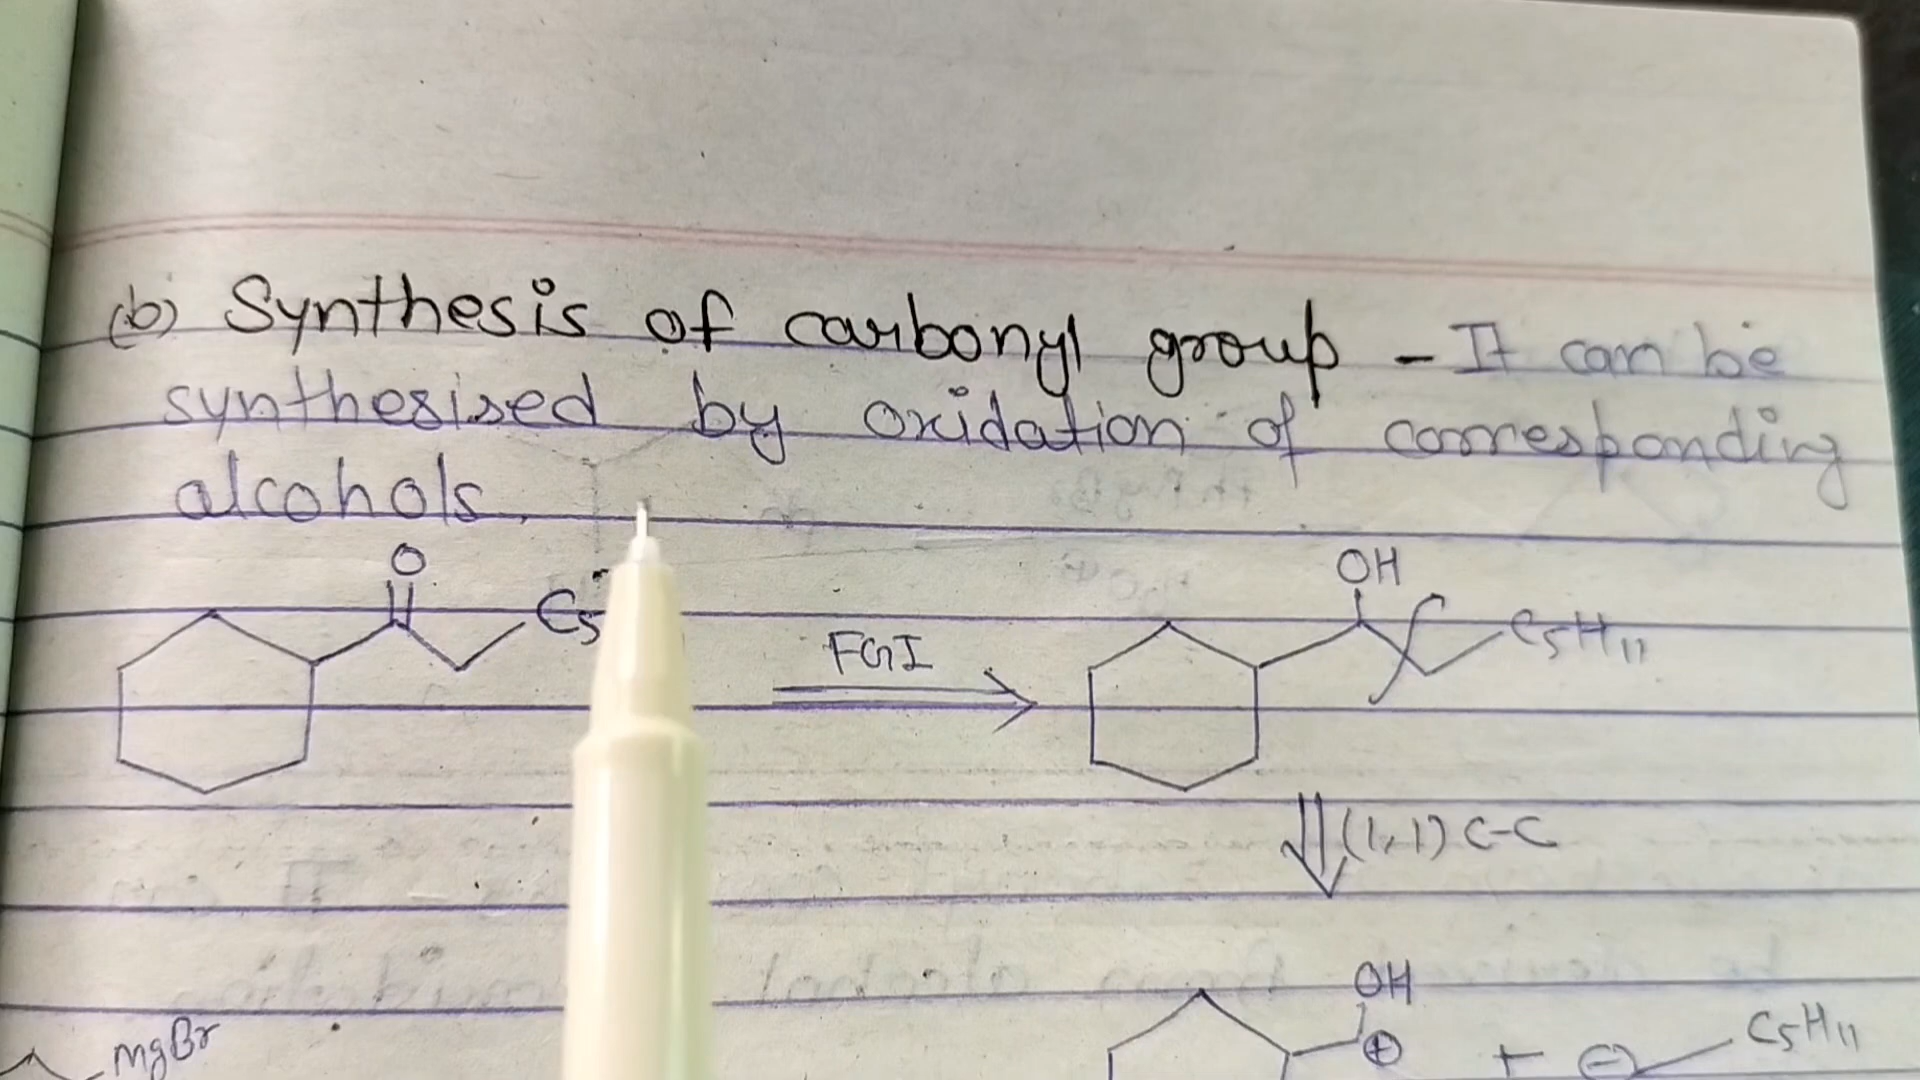 (b) Synthesis of carbonyl group - It can be
synthesised by oxidation of corresponding
alcohols.
O
C5
FGI
OH
C5H11
(1,1) C-C
OH
⊕ + ⊖
C5H11
MgBr